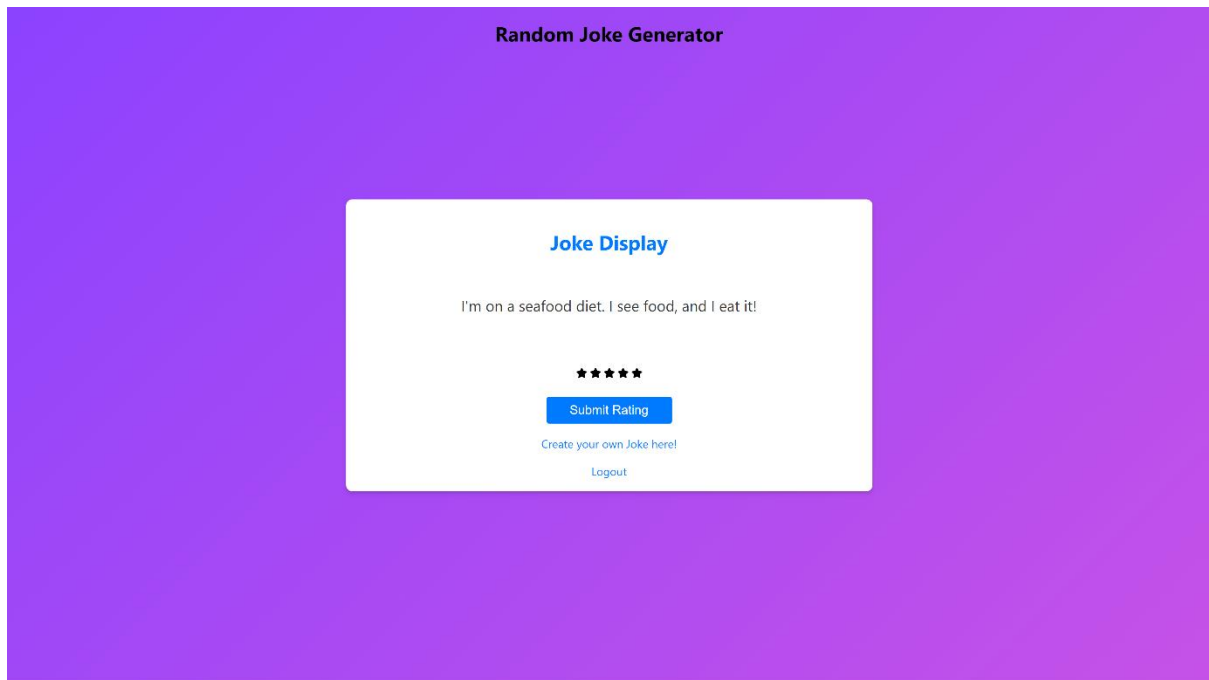 Random Joke Generator
Joke Display
I'm on a seafood diet. I see food, and I eat it!
Submit Rating
Create your own Joke here!
Logout